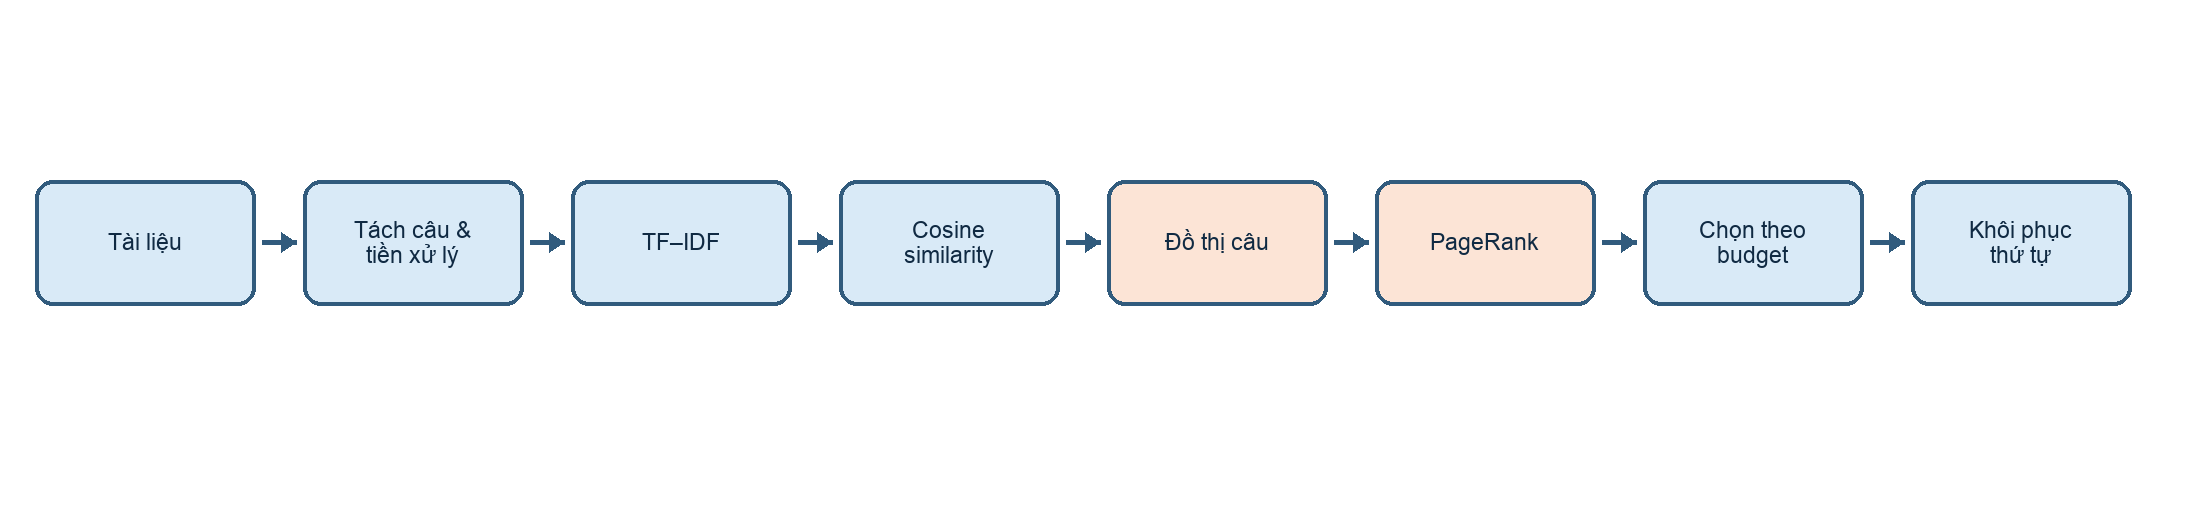 Tài liệu
Tách câu &
tiền xử lý
TF–IDF
Cosine
similarity
Đồ thị câu
PageRank
Chọn theo
budget
Khôi phục
thứ tự